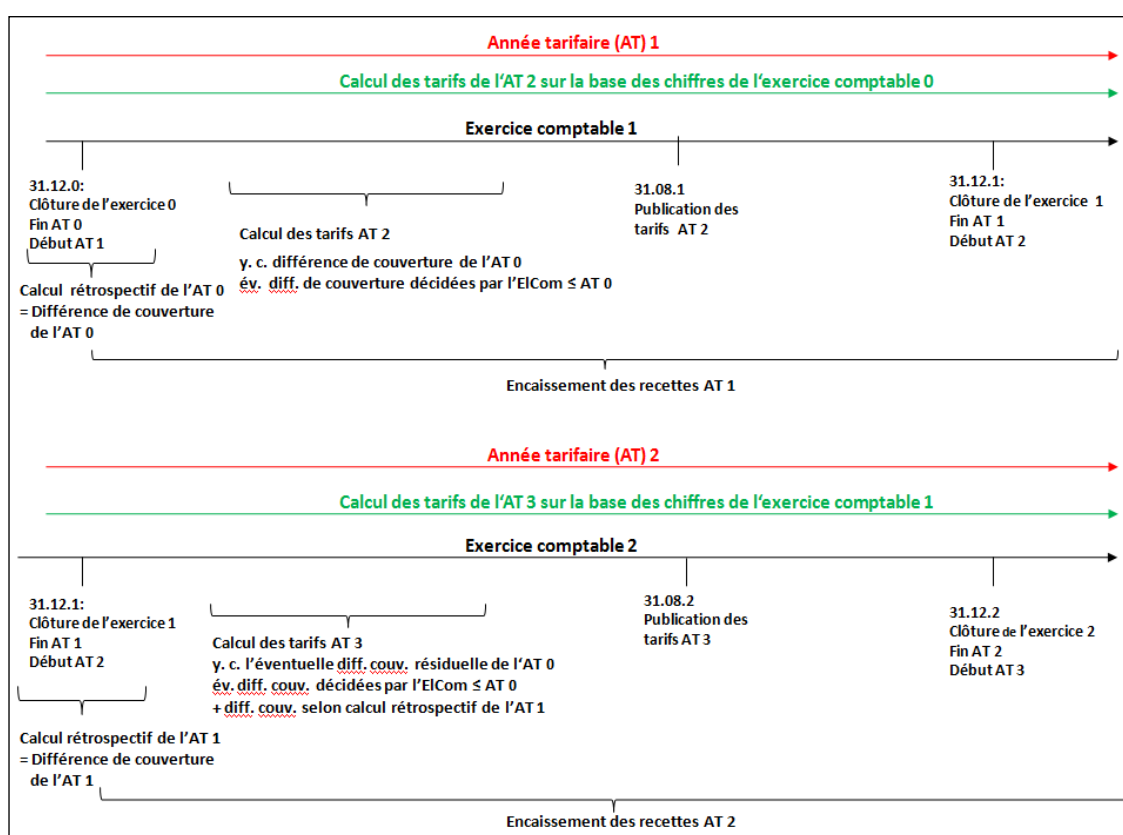 Année tarifaire (AT) 1
Calcul des tarifs de l‘AT 2 sur la base des chiffres de l‘exercice comptable 0
Exercice comptable 1
31.12.0:
Clôture de l’exercice 0
Fin AT 0
Début AT 1
Calcul rétrospectif de l’AT 0
= Différence de couverture
de l’AT 0
Calcul des tarifs AT 2
y. c. différence de couverture de l’AT 0
év. diff. de couverture décidées par l’ElCom ≤ AT 0
31.08.1
Publication des
tarifs AT 2
31.12.1:
Clôture de l’exercice 1
Fin AT 1
Début AT 2
Encaissement des recettes AT 1
Année tarifaire (AT) 2
Calcul des tarifs de l‘AT 3 sur la base des chiffres de l‘exercice comptable 1
Exercice comptable 2
31.12.1:
Clôture de l’exercice 1
Fin AT 1
Début AT 2
Calcul rétrospectif de l’AT 1
= Différence de couverture
de l’AT 1
Calcul des tarifs AT 3
y. c. l’éventuelle diff. couv. résiduelle de l‘AT 0
év. diff. couv. décidées par l’ElCom ≤ AT 0
+ diff. couv. selon calcul rétrospectif de l’AT 1
31.08.2
Publication des
tarifs AT 3
31.12.2
Clôture de l’exercice 2
Fin AT 2
Début AT 3
Encaissement des recettes AT 2